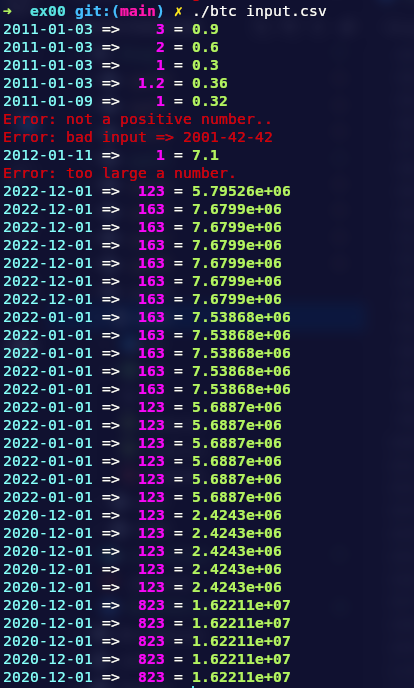 ➜  ex00 git:(main) ✗ ./btc input.csv
2011-01-03 =>    3 = 0.9
2011-01-03 =>    2 = 0.6
2011-01-03 =>    1 = 0.3
2011-01-03 =>  1.2 = 0.36
2011-01-09 =>    1 = 0.32
Error: not a positive number..
Error: bad input => 2001-42-42
2012-01-11 =>    1 = 7.1
Error: too large a number.
2022-12-01 =>  123 = 5.79526e+06
2022-12-01 =>  163 = 7.6799e+06
2022-12-01 =>  163 = 7.6799e+06
2022-12-01 =>  163 = 7.6799e+06
2022-12-01 =>  163 = 7.6799e+06
2022-12-01 =>  163 = 7.6799e+06
2022-12-01 =>  163 = 7.6799e+06
2022-01-01 =>  163 = 7.53868e+06
2022-01-01 =>  163 = 7.53868e+06
2022-01-01 =>  163 = 7.53868e+06
2022-01-01 =>  163 = 7.53868e+06
2022-01-01 =>  163 = 7.53868e+06
2022-01-01 =>  123 = 5.6887e+06
2022-01-01 =>  123 = 5.6887e+06
2022-01-01 =>  123 = 5.6887e+06
2022-01-01 =>  123 = 5.6887e+06
2022-01-01 =>  123 = 5.6887e+06
2022-01-01 =>  123 = 5.6887e+06
2020-12-01 =>  123 = 2.4243e+06
2020-12-01 =>  123 = 2.4243e+06
2020-12-01 =>  123 = 2.4243e+06
2020-12-01 =>  123 = 2.4243e+06
2020-12-01 =>  123 = 2.4243e+06
2020-12-01 =>  823 = 1.62211e+07
2020-12-01 =>  823 = 1.62211e+07
2020-12-01 =>  823 = 1.62211e+07
2020-12-01 =>  823 = 1.62211e+07
2020-12-01 =>  823 = 1.62211e+07